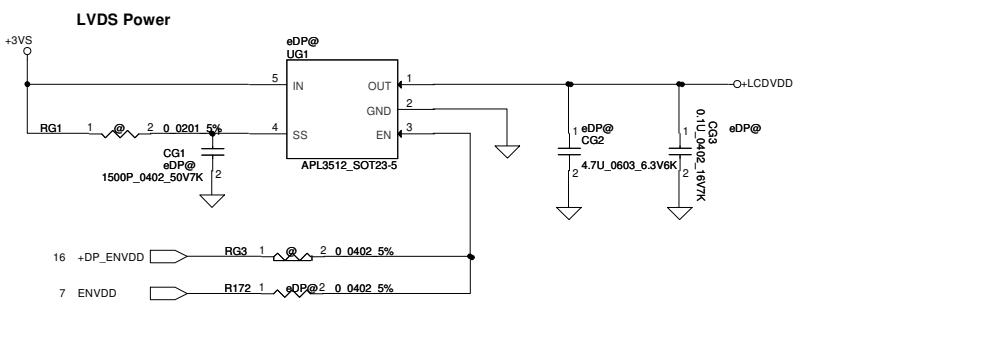 LVDS Power
+3VS
eDP@
UG1
5 IN OUT 1
+LCDVDD
GND 2
RG1 1 @ 2 0_0201_5% 4 SS EN 3
CG1
eDP@
1500P_0402_50V7K
2
APL3512_SOT23-5
1 eDP@
CG2
4.7U_0603_6.3V6K
2
1
2
CG3
0.1U_0402_16V7K
eDP@
16 +DP_ENVDD RG3 1 @ 2 0_0402_5%
7 ENVDD R172 1 eDP@ 2 0_0402_5%